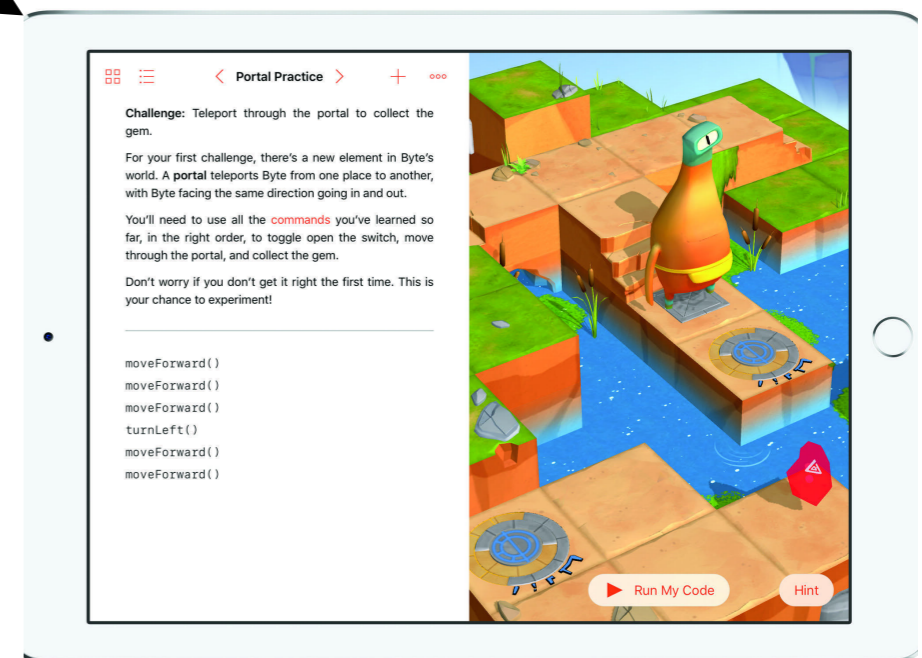 Portal Practice
Challenge: Teleport through the portal to collect the
gem.
For your first challenge, there's a new element in Byte's
world. A portal teleports Byte from one place to another,
with Byte facing the same direction going in and out.
You'll need to use all the commands you've learned so
far, in the right order, to toggle open the switch, move
through the portal, and collect the gem.
Don't worry if you don't get it right the first time. This is
your chance to experiment!
moveForward()
moveForward()
moveForward()
turnLeft()
moveForward()
moveForward()
Run My Code
Hint